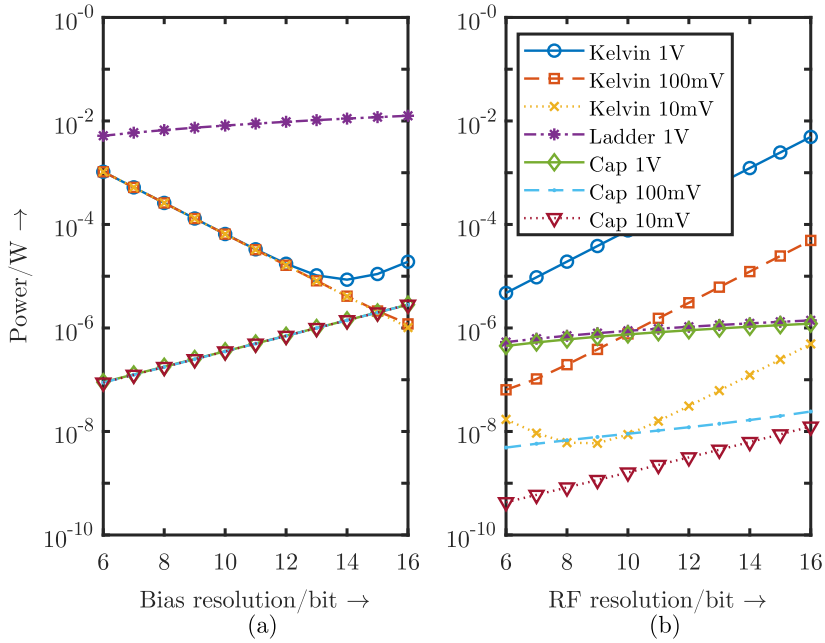 Power/W →
10^-0
10^-2
10^-4
10^-6
10^-8
10^-10
6 8 10 12 14 16
Bias resolution/bit →
(a)
10^-0
10^-2
10^-4
10^-6
10^-8
10^-10
Kelvin 1V
Kelvin 100mV
Kelvin 10mV
Ladder 1V
Cap 1V
Cap 100mV
Cap 10mV
6 8 10 12 14 16
RF resolution/bit →
(b)